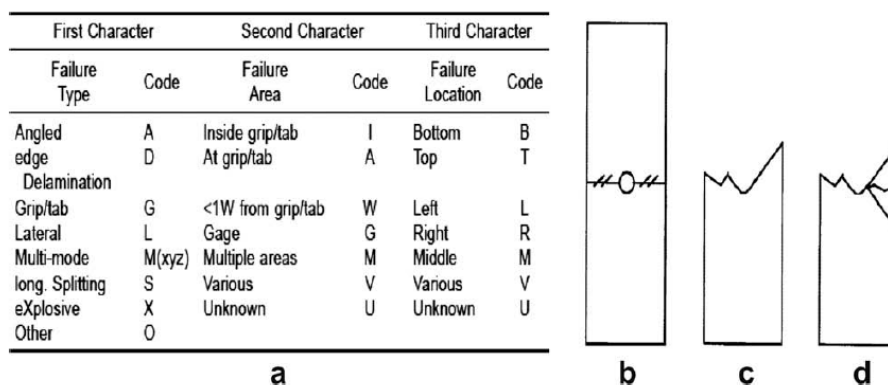 First Character Second Character Third Character
Failure Type Code Failure Area Code Failure Location Code
Angled A Inside grip/tab I Bottom B
edge Delamination D At grip/tab A Top T
Grip/tab G <1W from grip/tab W Left L
Lateral L Gage G Right R
Multi-mode M(xyz) Multiple areas M Middle M
long. Splitting S Various V Various V
eXplosive X Unknown U Unknown U
Other O
a b c d